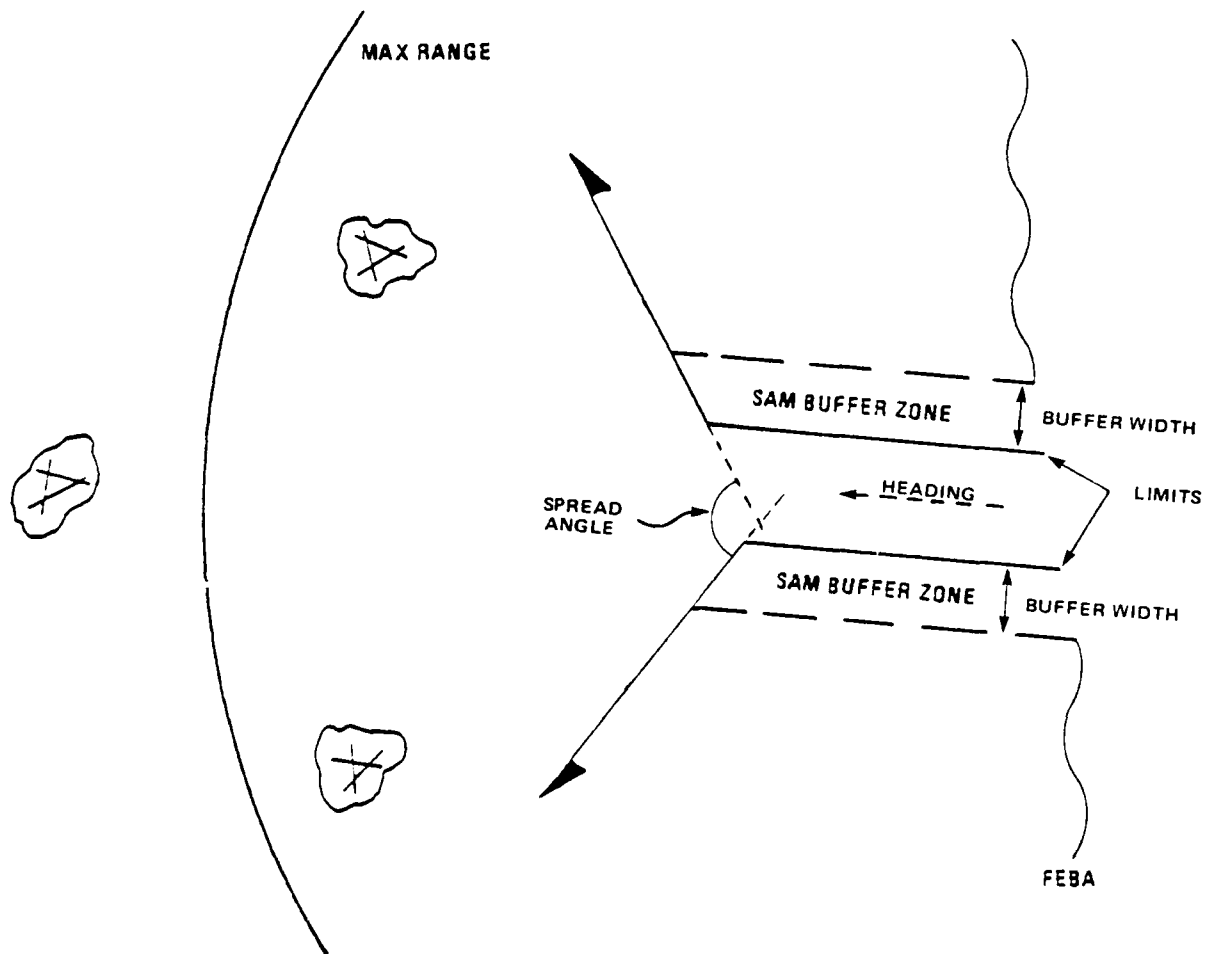 MAX RANGE
SAM BUFFER ZONE
BUFFER WIDTH
HEADING
LIMITS
SPREAD
ANGLE
SAM BUFFER ZONE
BUFFER WIDTH
FEBA